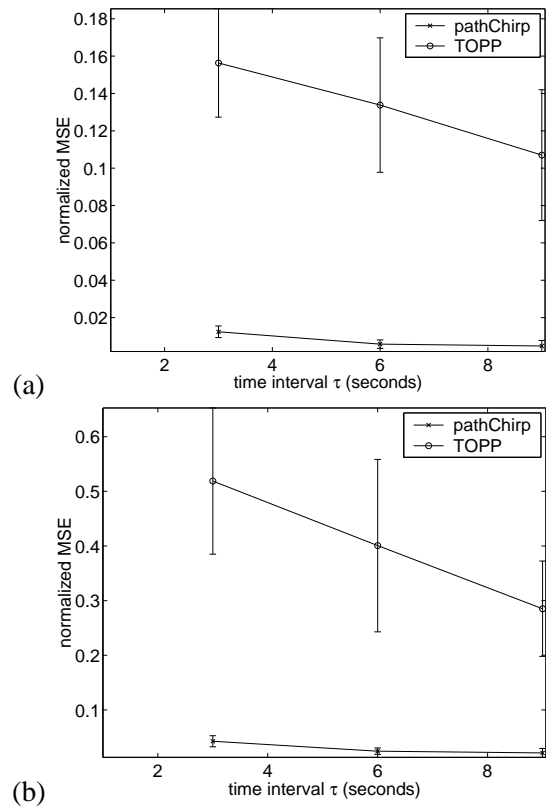 0.18
0.16
0.14
0.12
0.1
0.08
0.06
0.04
0.02
normalized MSE
pathChirp
TOPP
2 4 6 8
time interval τ (seconds)
(a)
0.6
0.5
0.4
0.3
0.2
0.1
normalized MSE
pathChirp
TOPP
2 4 6 8
time interval τ (seconds)
(b)